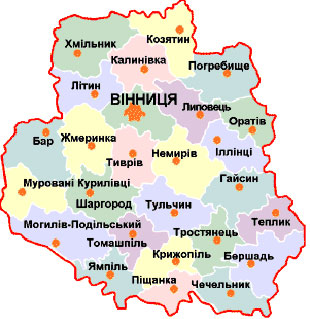 Козятин
Хмільник
Калинівка
Погребище
Літин
ВІННИЦЯ
Липовець
Оратів
Бар
Жмеринка
Немирів
Іллінці
Тиврів
Гайсин
Муровані Курилівці
Шаргород
Тульчин
Теплик
Могилів-Подільський
Тростянець
Томашпіль
Крижопіль
Бершадь
Ямпіль
Піщанка
Чечельник